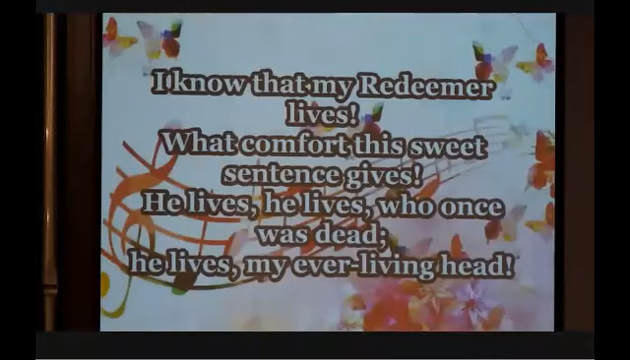 I know that my Redeemer
lives!
What comfort this sweet
sentence gives!
He lives, he lives, who once
was dead;
he lives, my ever-living head!